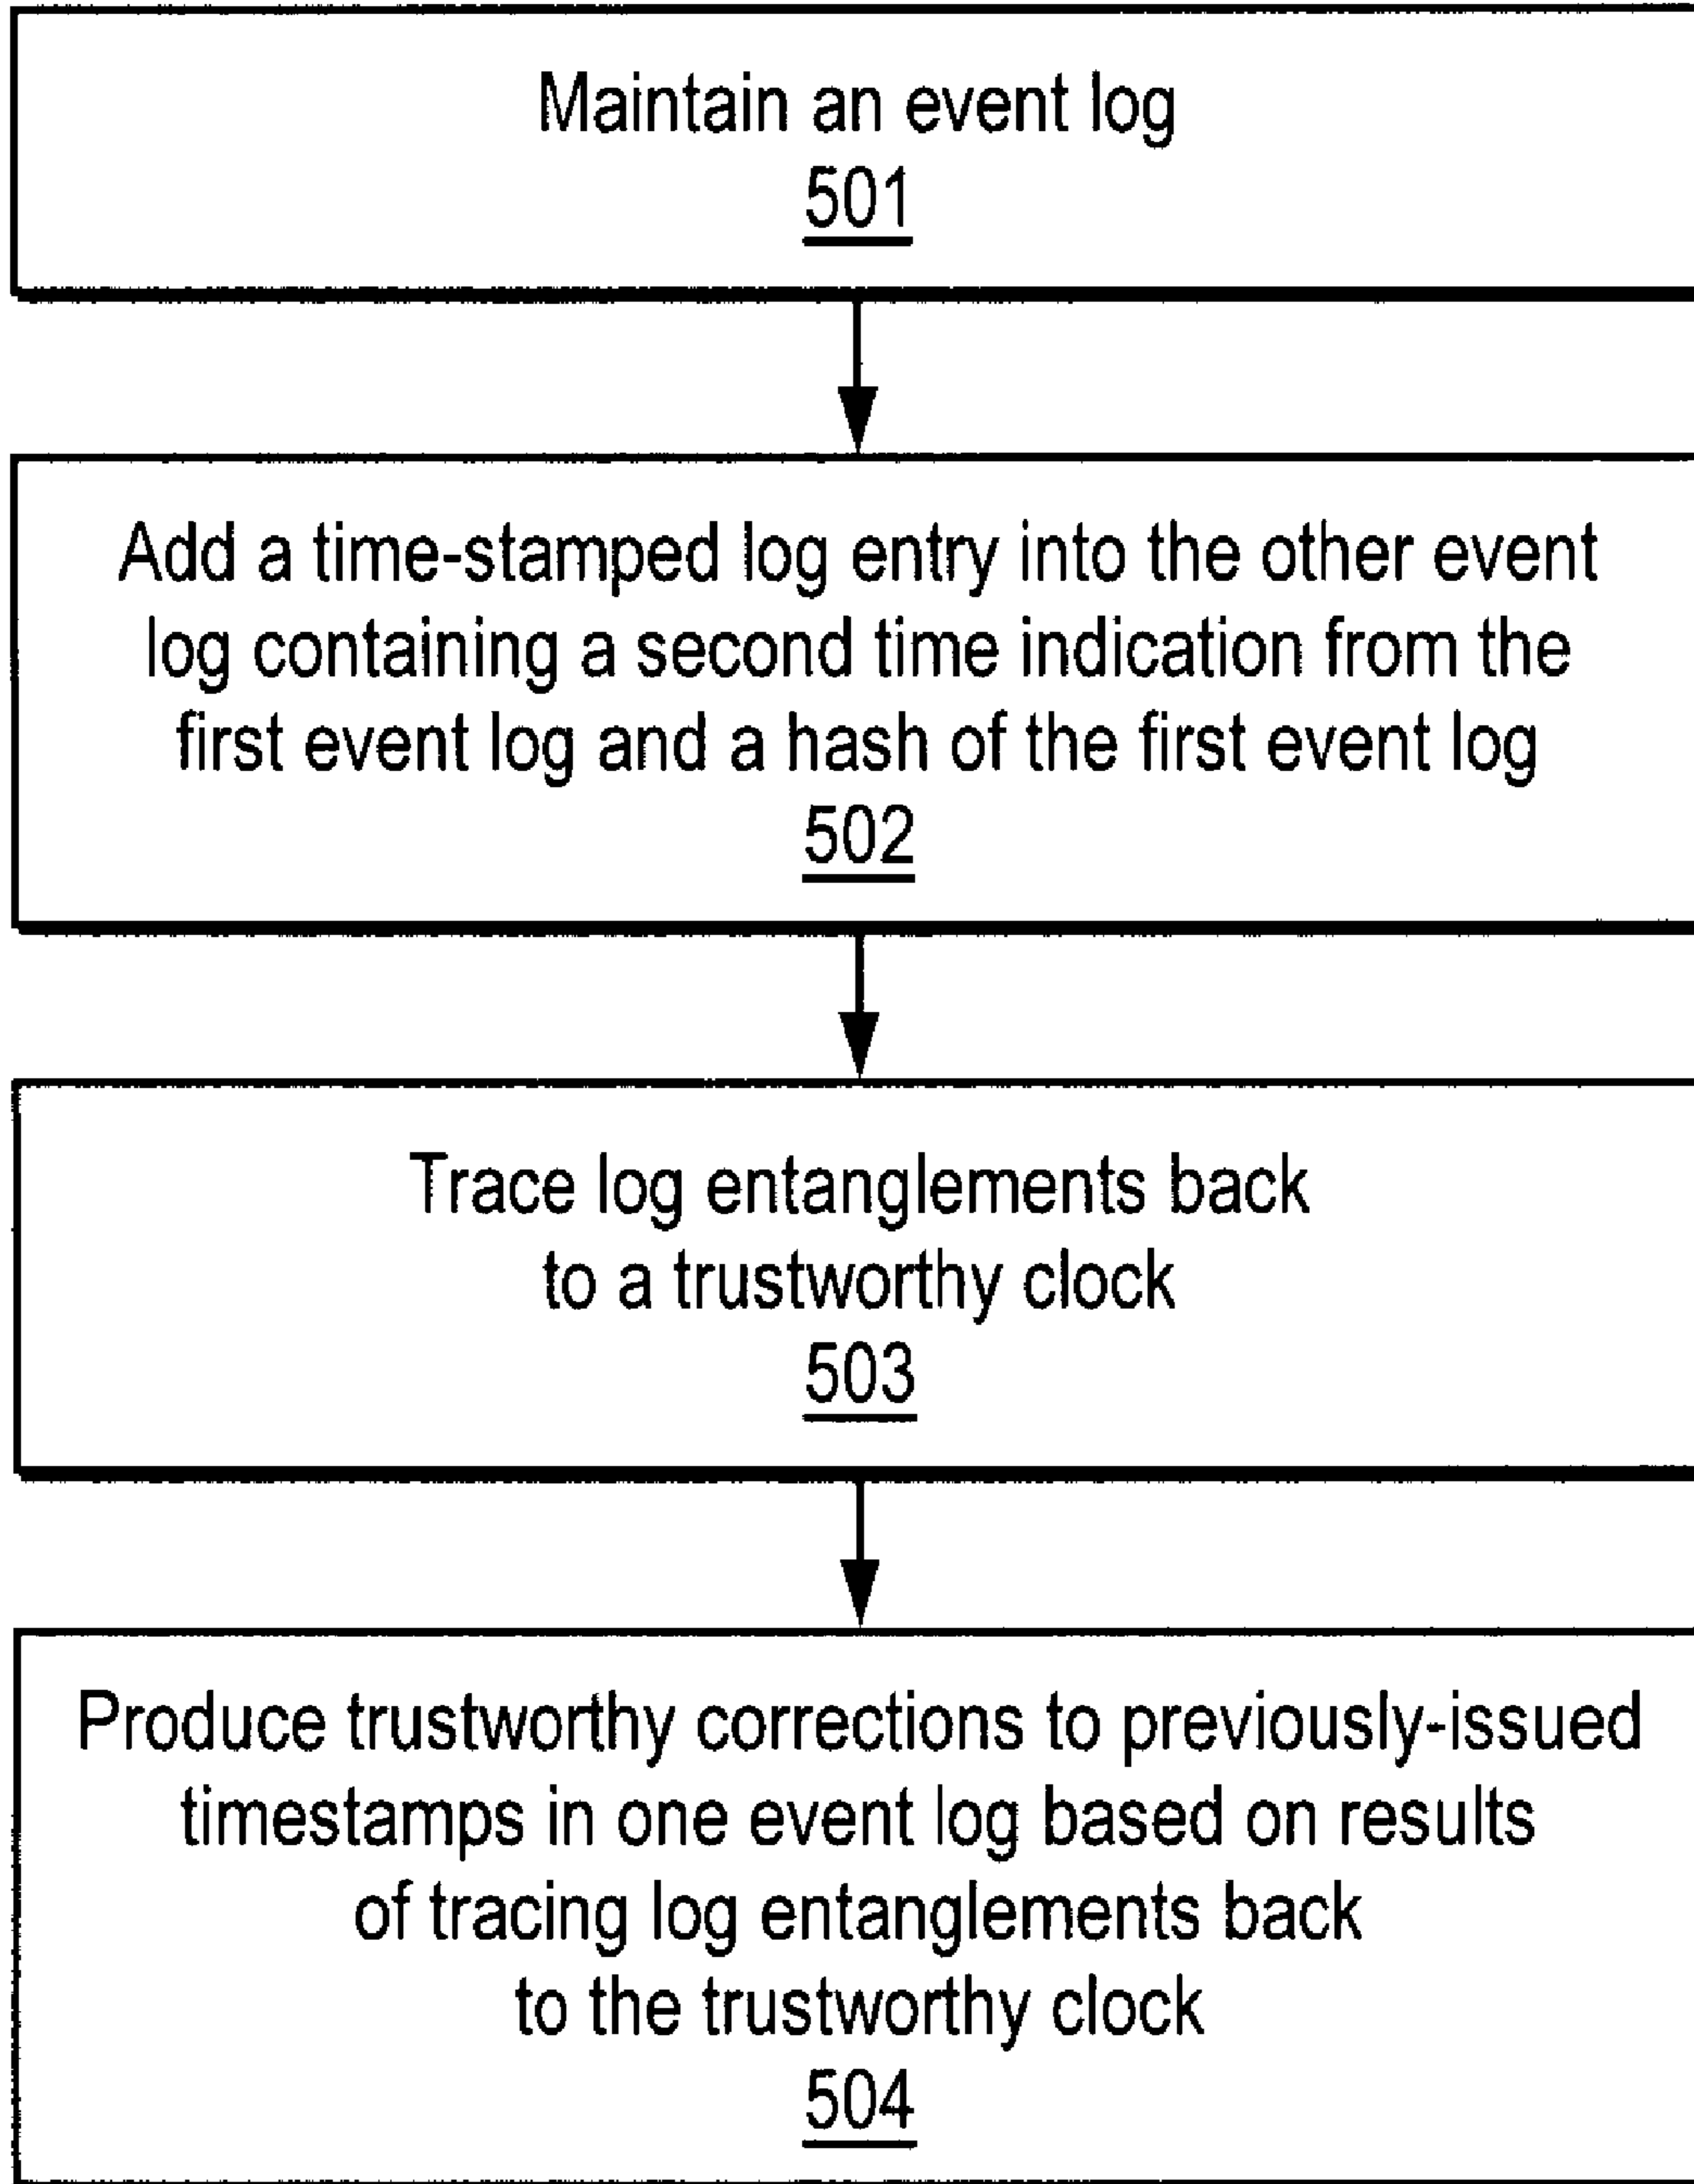 Maintain an event log
501
Add a time-stamped log entry into the other event
log containing a second time indication from the
first event log and a hash of the first event log
502
Trace log entanglements back
to a trustworthy clock
503
Produce trustworthy corrections to previously-issued
timestamps in one event log based on results
of tracing log entanglements back
to the trustworthy clock
504